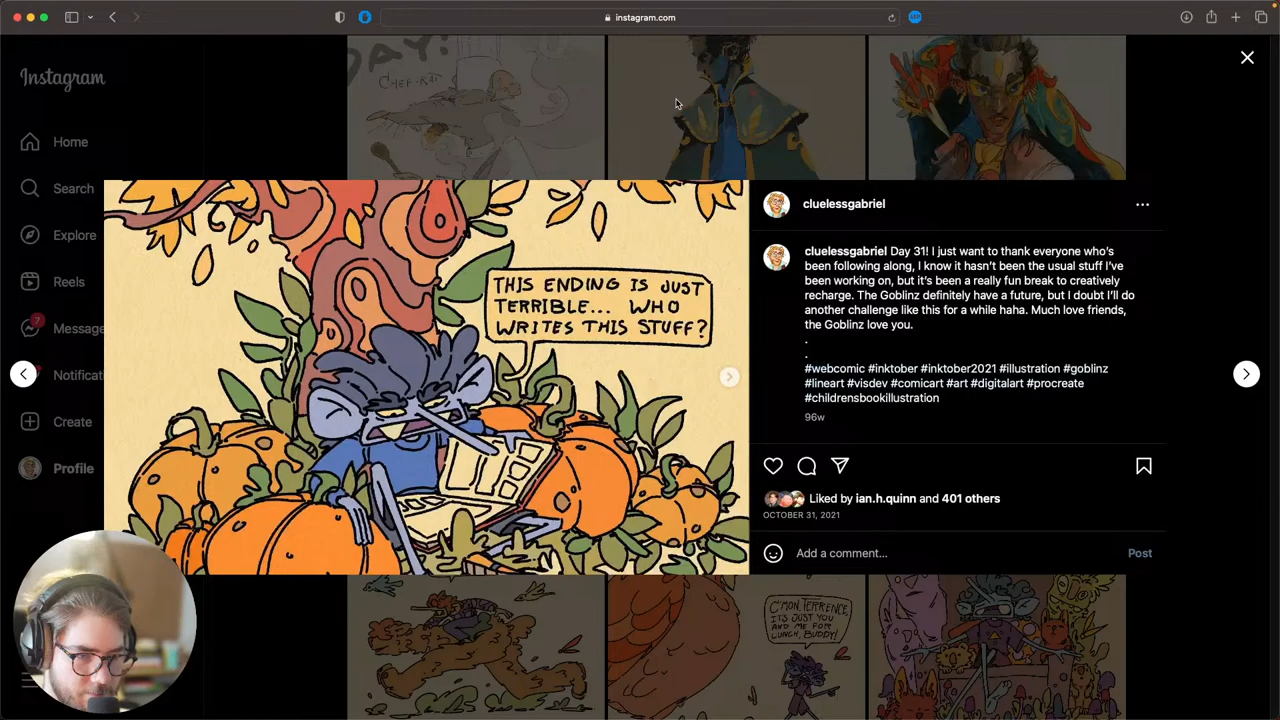 instagram.com
DAY!
CHEF-RAT
Instagram
Home
Search
Explore
Reels
7
Message
Notificat
Create
Profile
THIS ENDING IS JUST
TERRIBLE... WHO
WRITES THIS STUFF?
cluelessgabriel
cluelessgabriel Day 31! I just want to thank everyone who's
been following along, I know it hasn't been the usual stuff I've
been working on, but it's been a really fun break to creatively
recharge. The Goblinz definitely have a future, but I doubt I'll do
another challenge like this for a while haha. Much love friends,
the Goblinz love you.
.
.
#webcomic #inktober #inktober2021 #illustration #goblinz
#lineart #visdev #comicart #art #digitalart #procreate
#childrensbookillustration
96w
Liked by ian.h.quinn and 401 others
OCTOBER 31, 2021
Add a comment...
Post
C'MON, TERRENCE,
IT'S JUST YOU
AND ME FOR
LUNCH, BUDDY!